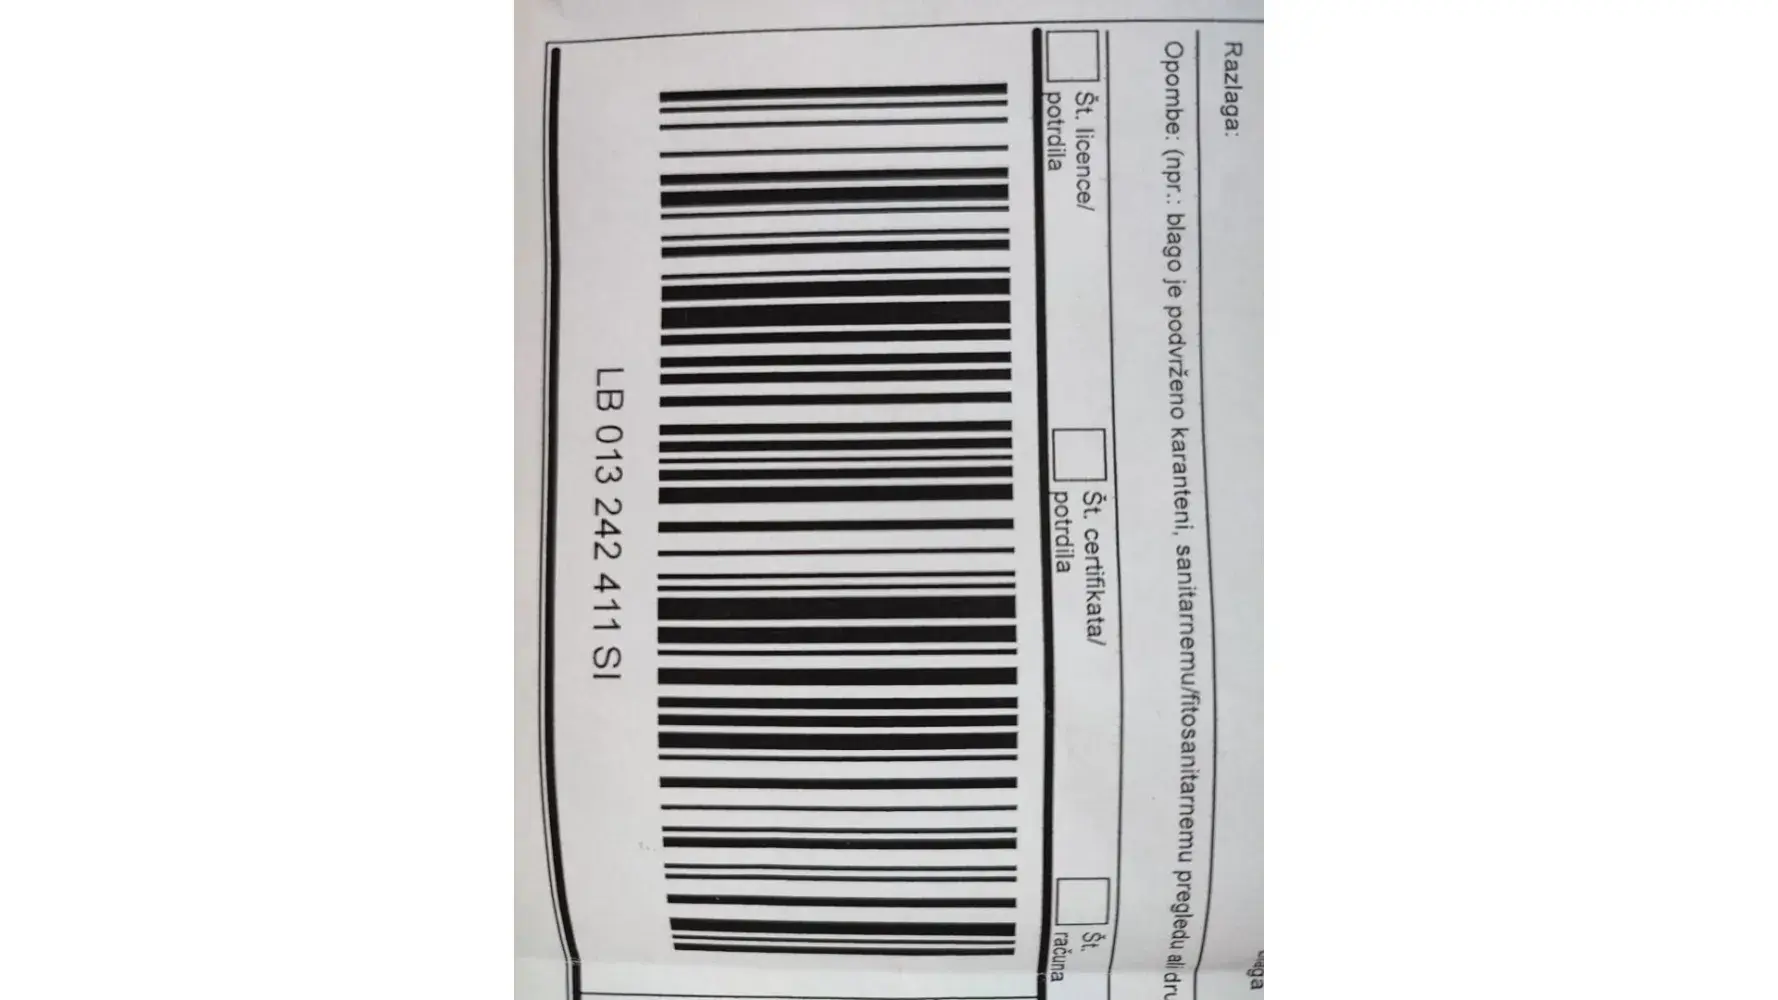 Razlaga:
Opombe: (npr.: blago je podvrženo karanteni, sanitarnemu/fitosanitarnemu pregledu ali dru
Št. licence/
potrdila
Št. certifikata/
potrdila
Št.
računa
LB 013 242 411 SI